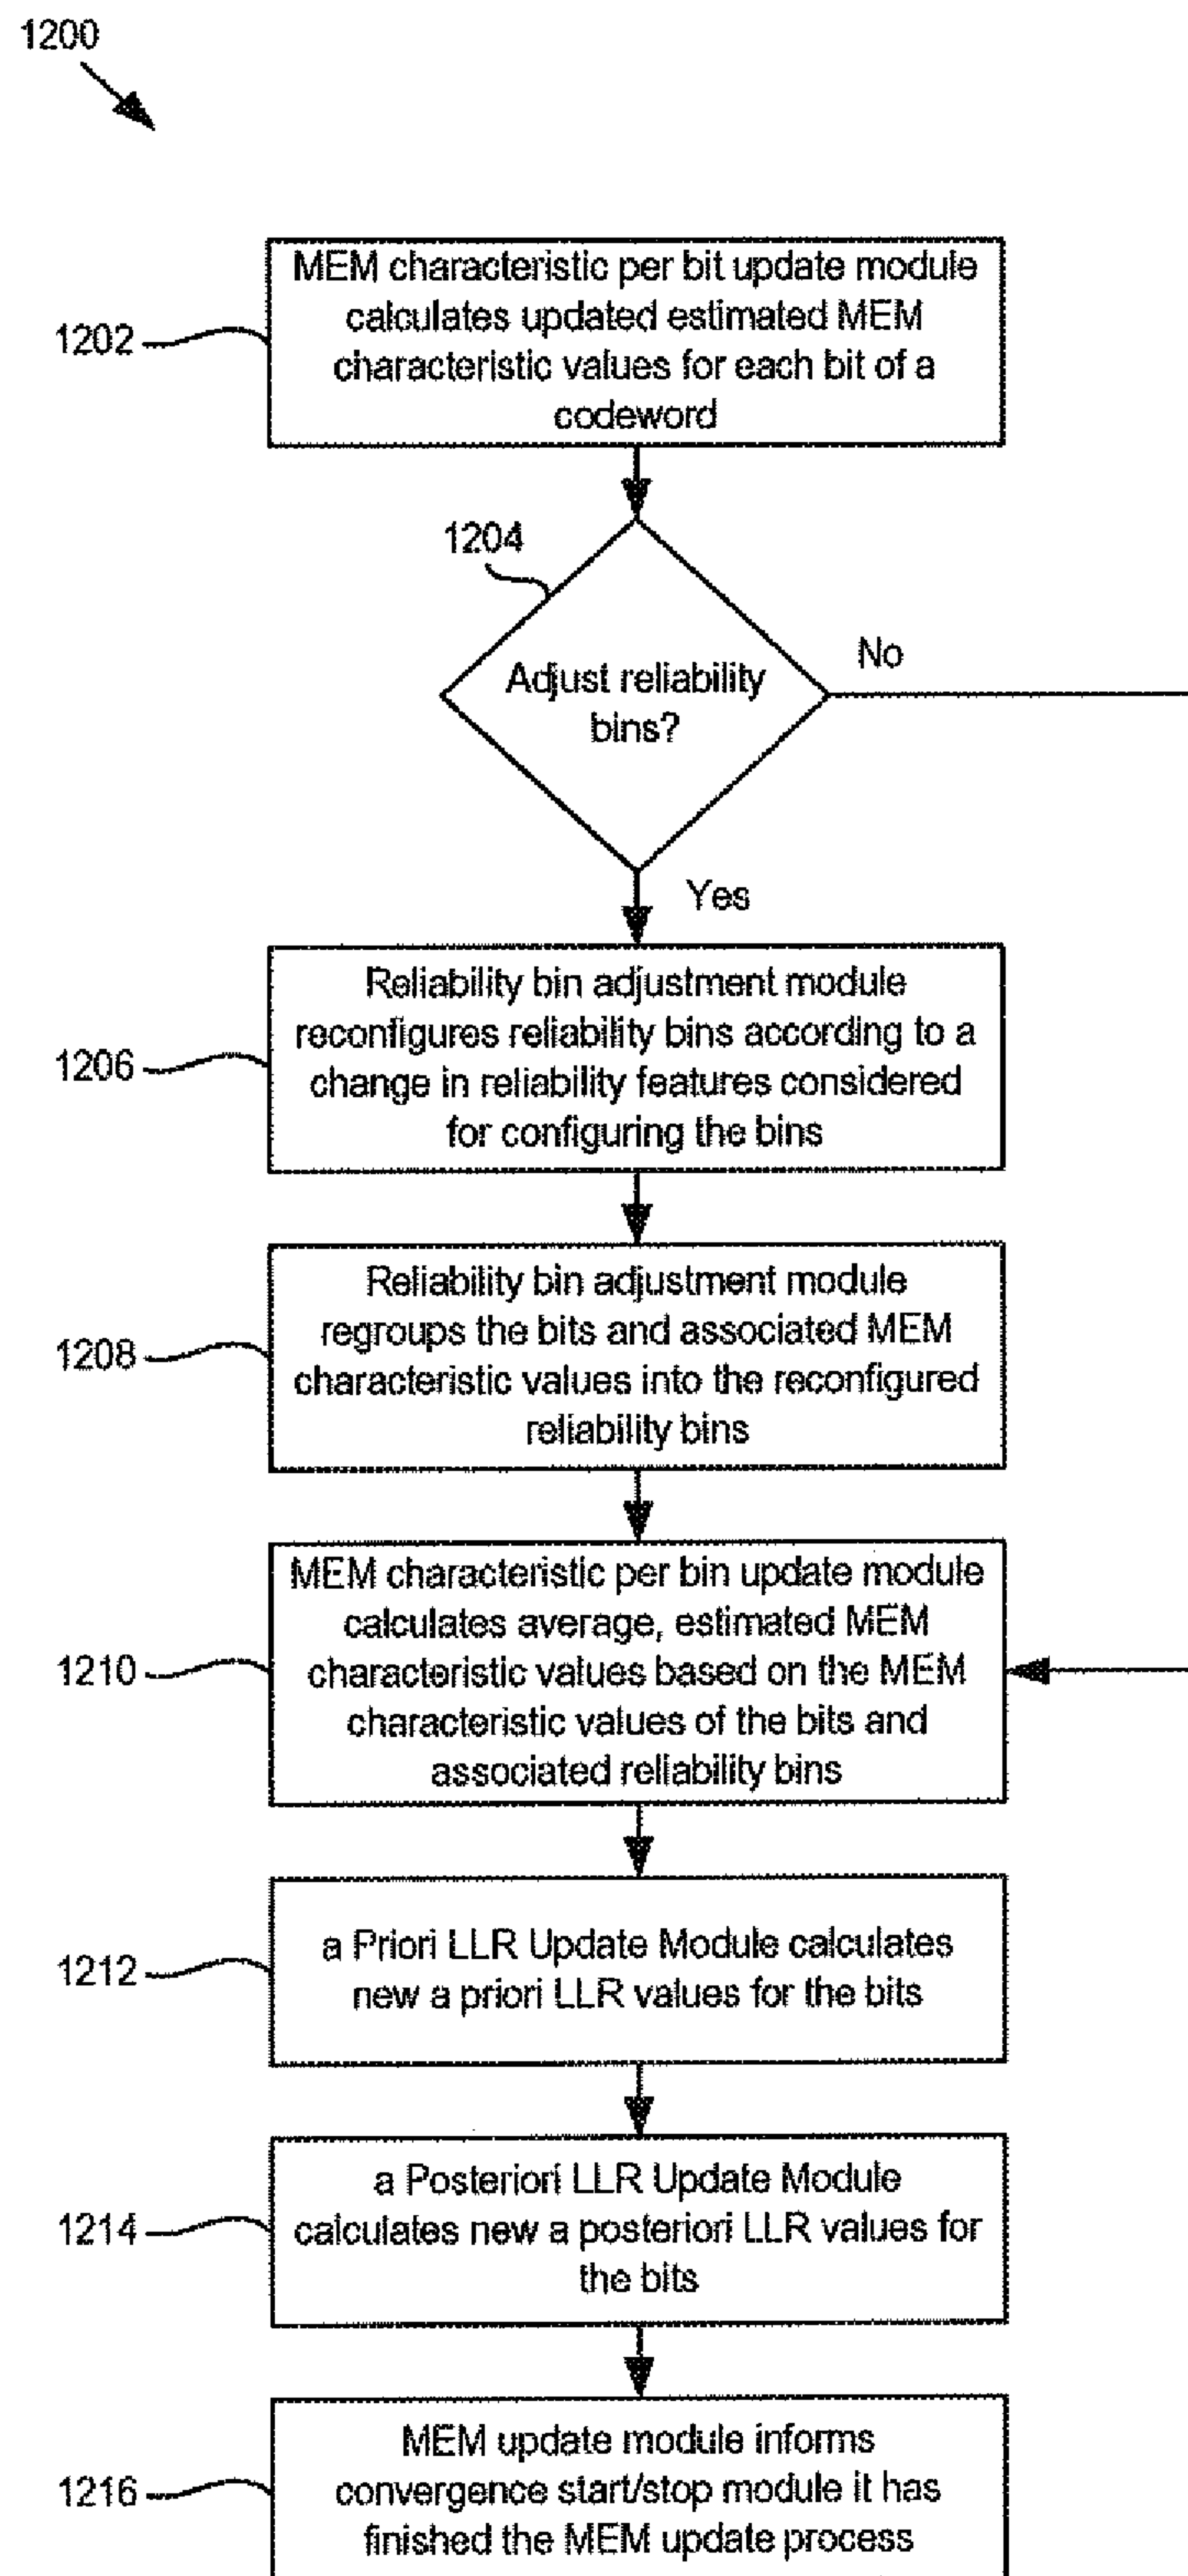 1200
1202
MEM characteristic per bit update module
calculates updated estimated MEM
characteristic values for each bit of a
codeword
1204
Adjust reliability
bins?
No
Yes
1206
Reliability bin adjustment module
reconfigures reliability bins according to a
change in reliability features considered
for configuring the bins
1208
Reliability bin adjustment module
regroups the bits and associated MEM
characteristic values into the reconfigured
reliability bins
1210
MEM characteristic per bin update module
calculates average, estimated MEM
characteristic values based on the MEM
characteristic values of the bits and
associated reliability bins
1212
a Priori LLR Update Module calculates
new a priori LLR values for the bits
1214
a Posteriori LLR Update Module
calculates new a posteriori LLR values for
the bits
1216
MEM update module informs
convergence start/stop module it has
finished the MEM update process